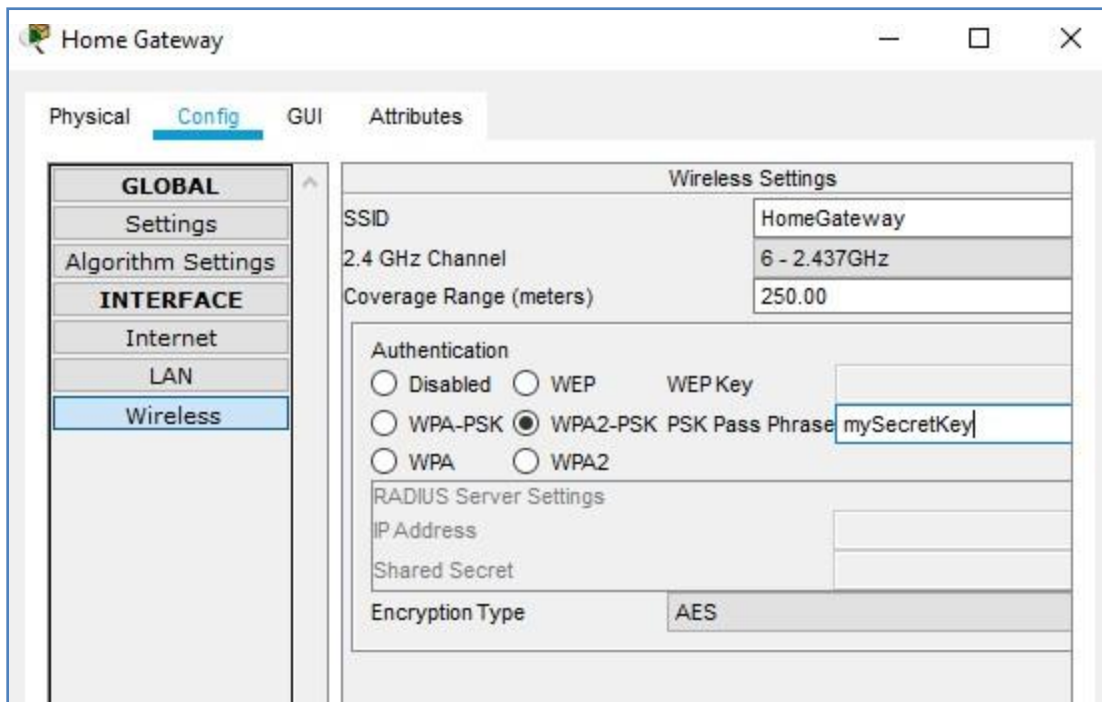 Home Gateway
Physical Config GUI Attributes
GLOBAL
Settings
Algorithm Settings
INTERFACE
Internet
LAN
Wireless
Wireless Settings
SSID HomeGateway
2.4 GHz Channel 6 - 2.437GHz
Coverage Range (meters) 250.00
Authentication
Disabled WEP WEP Key
WPA-PSK WPA2-PSK PSK Pass Phrase mySecretKey
WPA WPA2
RADIUS Server Settings
IP Address
Shared Secret
Encryption Type AES